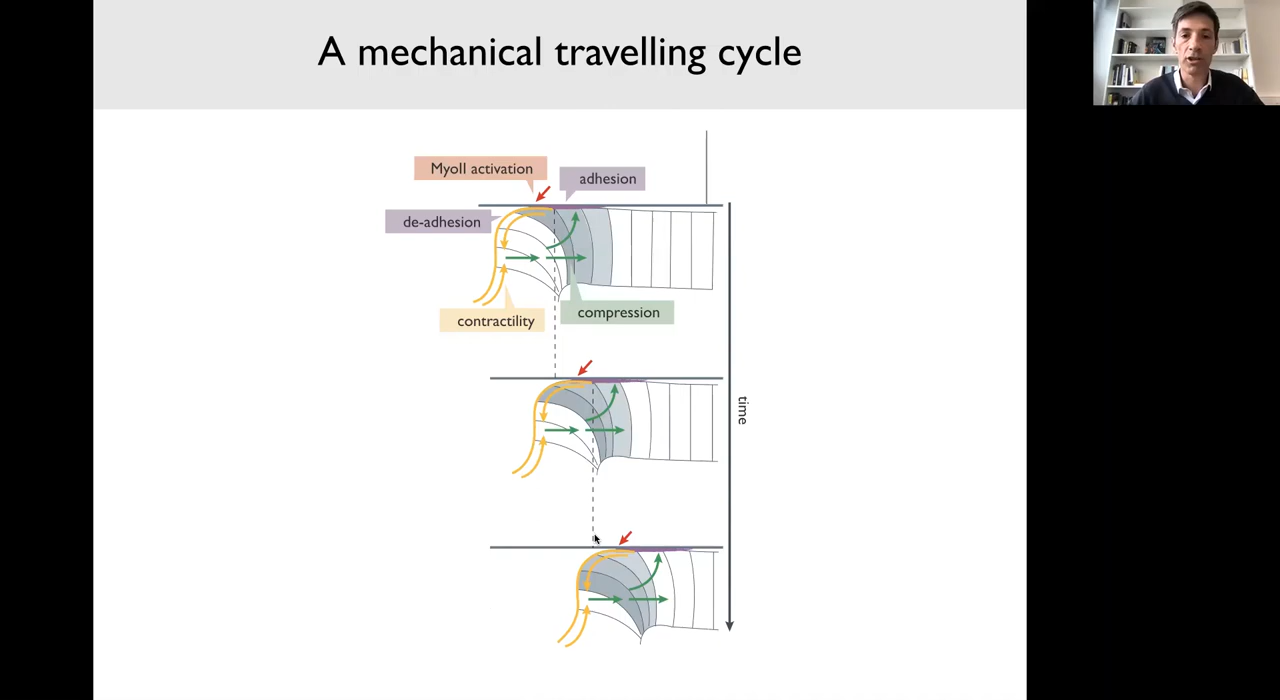 A mechanical travelling cycle
MyoII activation
adhesion
de-adhesion
contractility
compression
time